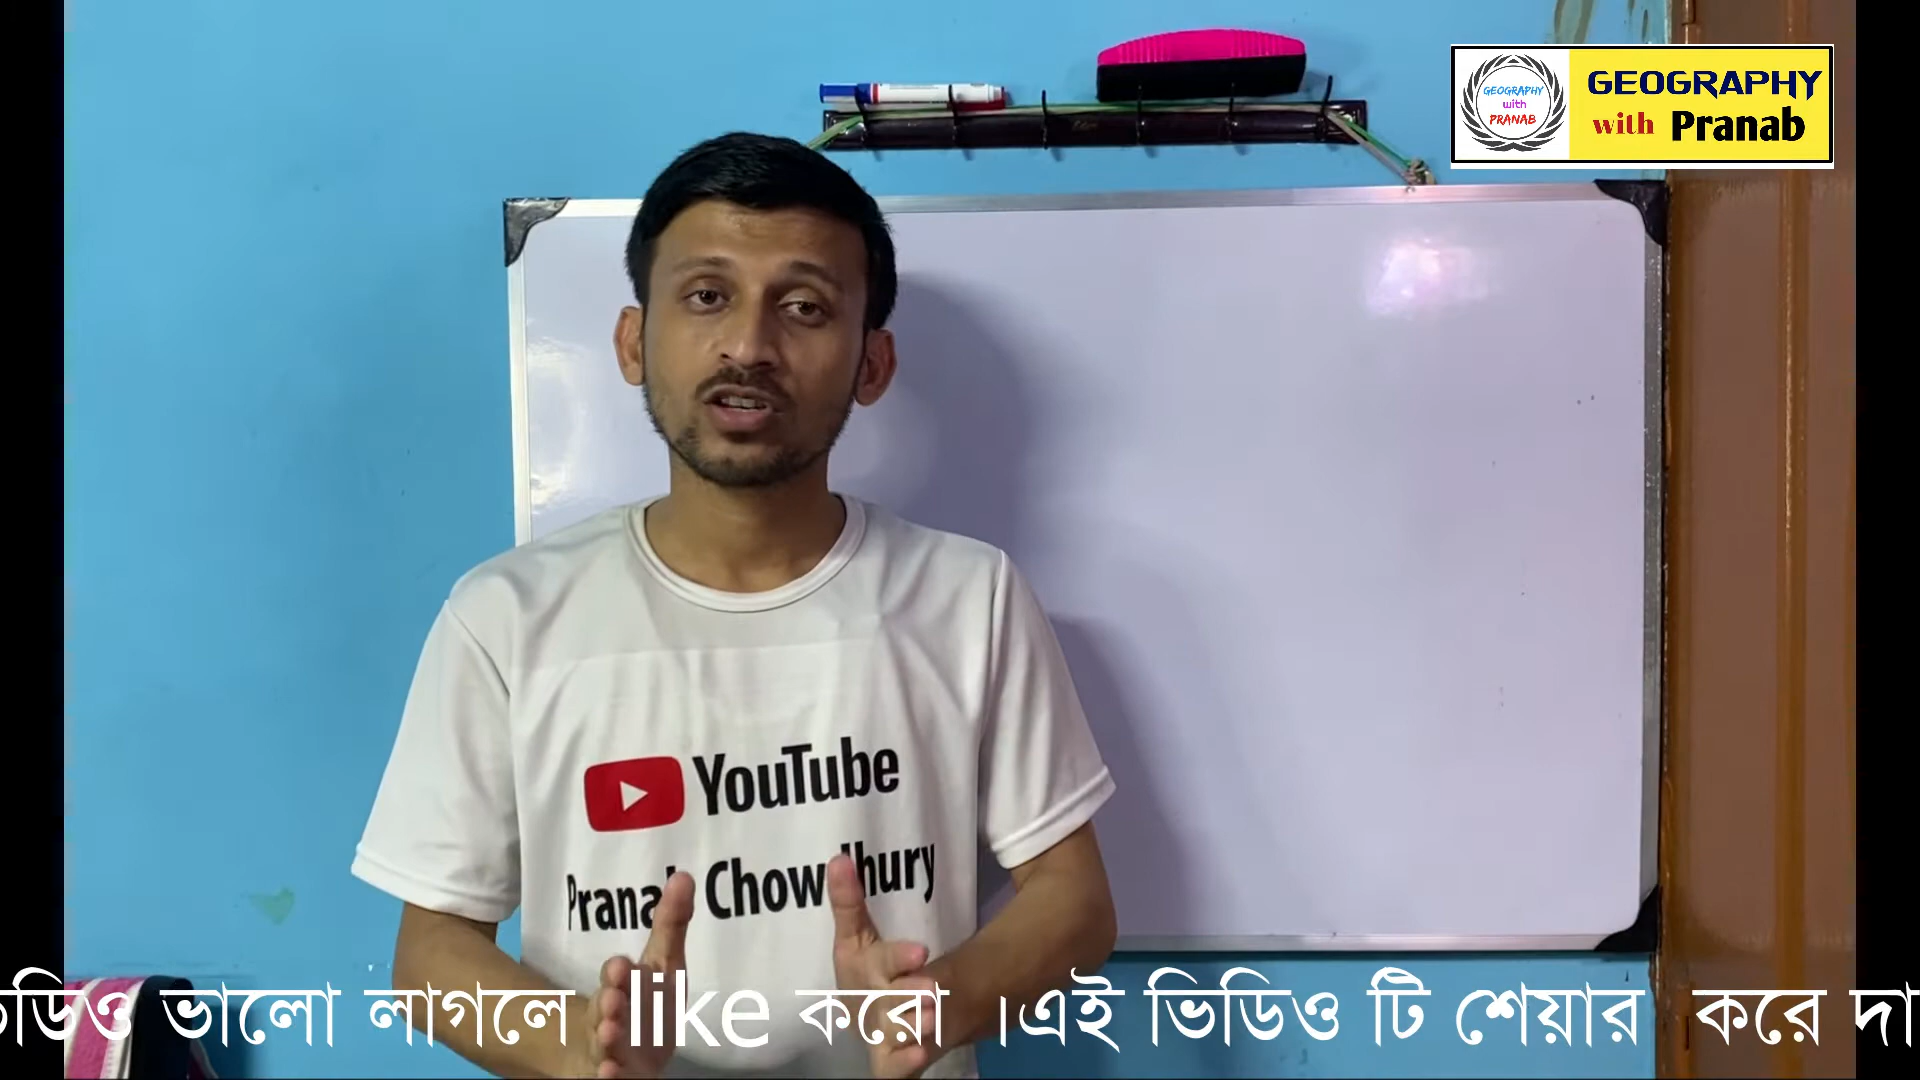 GEOGRAPHY
with
PRANAB
GEOGRAPHY
with Pranab
YouTube
Chowdhury
ভালো লাগলে like করো ।এই ভিডিও টি শেয়ার করে